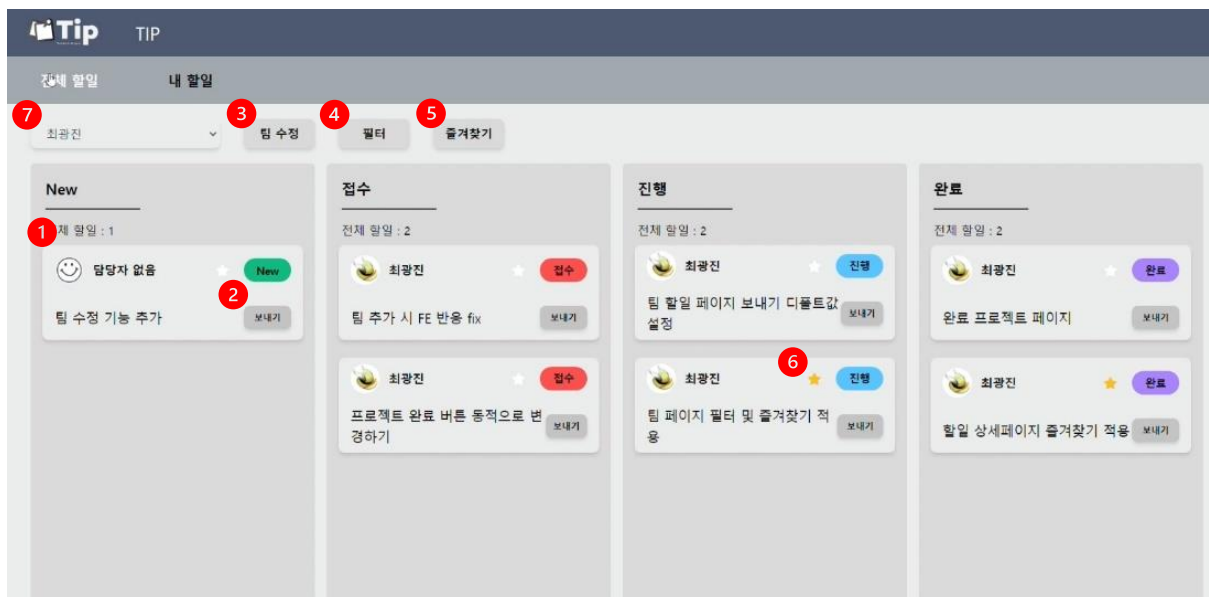 Tip TIP
전체 할일 내 할일
7 3 4 5
최광진 팀 수정 필터 즐겨찾기
New
1
체 할일 : 1
담당자 없음 New
2
팀 수정 기능 추가 보내기
접수
전체 할일 : 2
최광진 접수
팀 추가 시 FE 반응 fix 보내기
최광진 접수
프로젝트 완료 버튼 동적으로 변
경하기 보내기
진행
전체 할일 : 2
최광진 진행
팀 할일 페이지 보내기 디폴트값
설정 보내기
6
최광진 진행
팀 페이지 필터 및 즐겨찾기 적
용 보내기
완료
전체 할일 : 2
최광진 완료
완료 프로젝트 페이지 보내기
최광진 완료
할일 상세페이지 즐겨찾기 적용 보내기